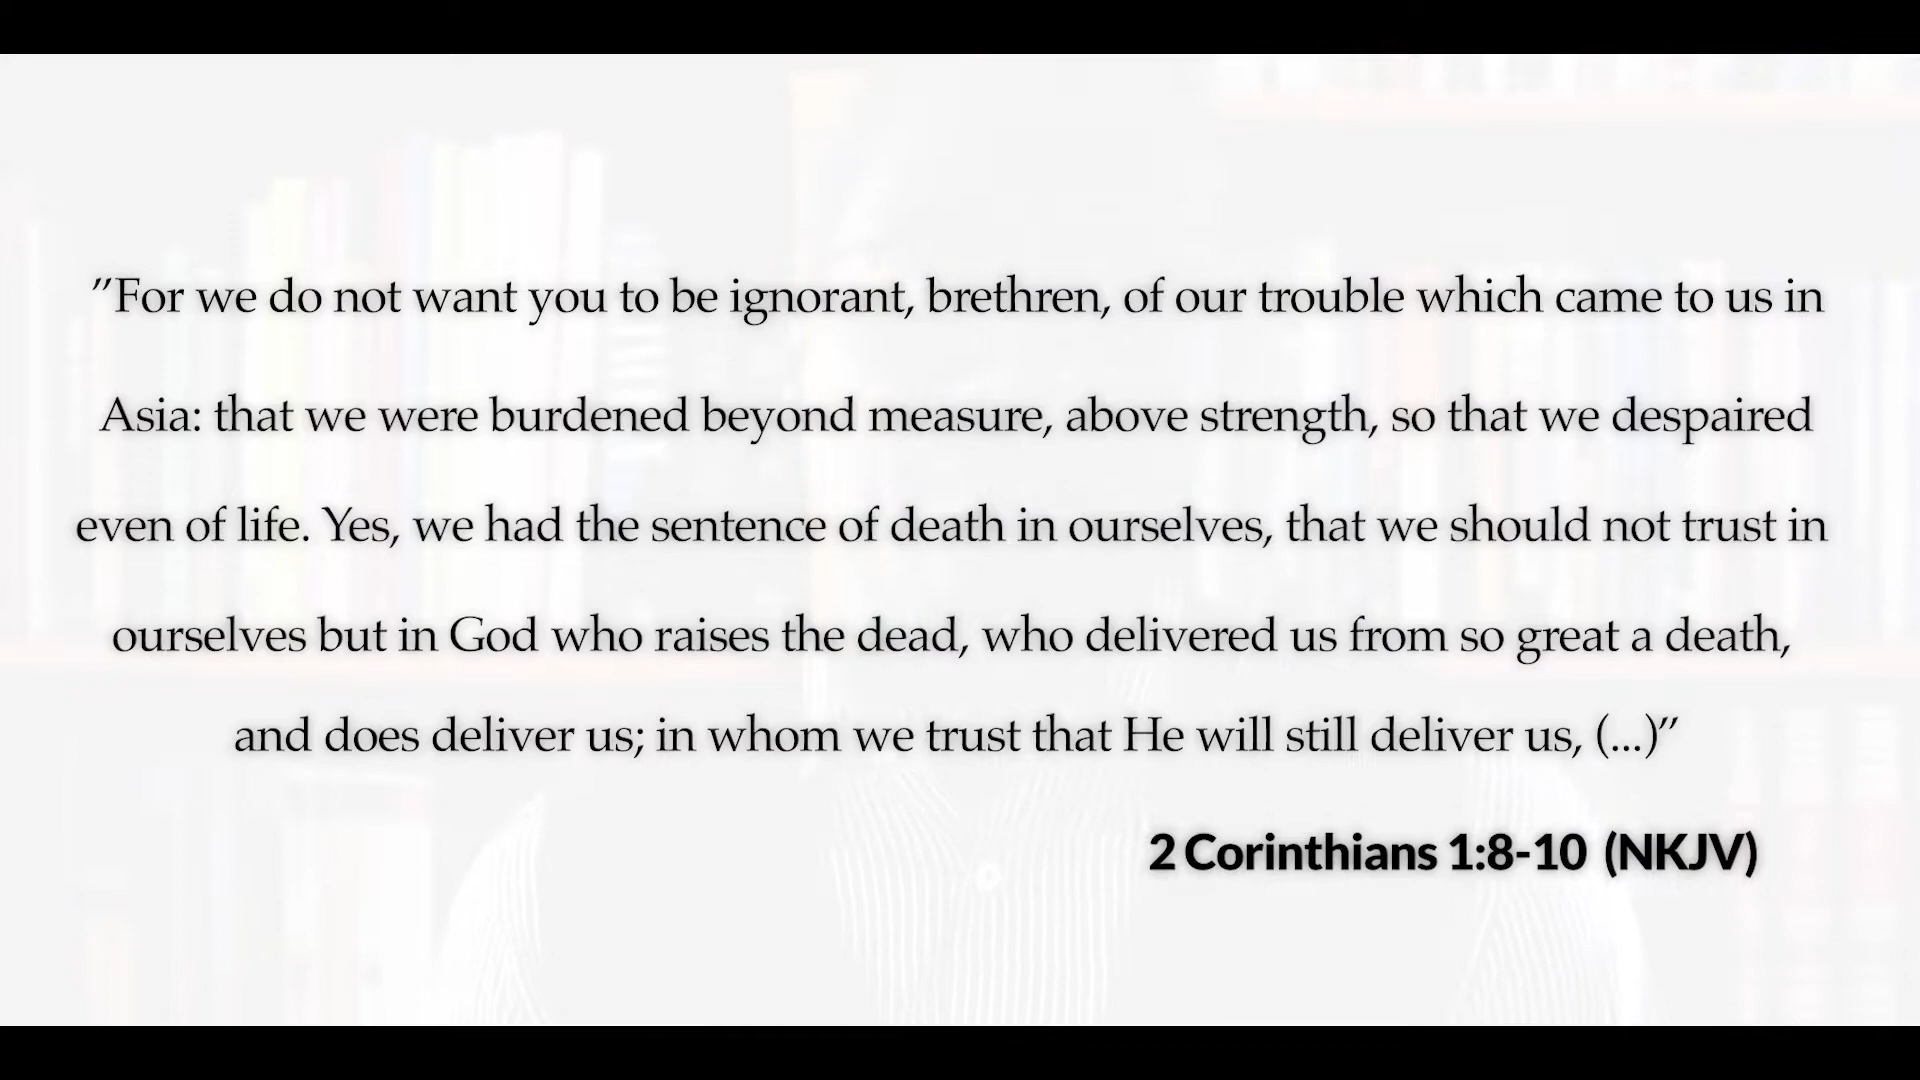 ”For we do not want you to be ignorant, brethren, of our trouble which came to us in
Asia: that we were burdened beyond measure, above strength, so that we despaired
even of life. Yes, we had the sentence of death in ourselves, that we should not trust in
ourselves but in God who raises the dead, who delivered us from so great a death,
and does deliver us; in whom we trust that He will still deliver us, (...)”
2 Corinthians 1:8-10 (NKJV)